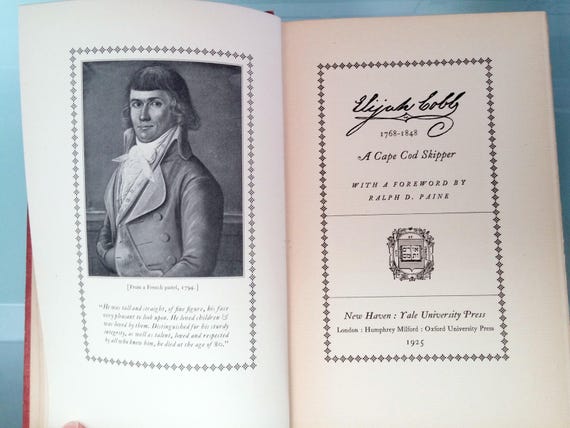 [From a French pastel, 1794.]
"He was tall and straight, of fine figure, his face
very pleasant to look upon. He loved children &
was loved by them. Distinguished for his sturdy
integrity, as well as talent, loved and respected
by all who knew him, he died at the age of 80."
Elijah Cobb
1768-1848
A Cape Cod Skipper
WITH A FOREWORD BY
RALPH D. PAINE
New Haven : Yale University Press
London : Humphrey Milford : Oxford University Press
1925